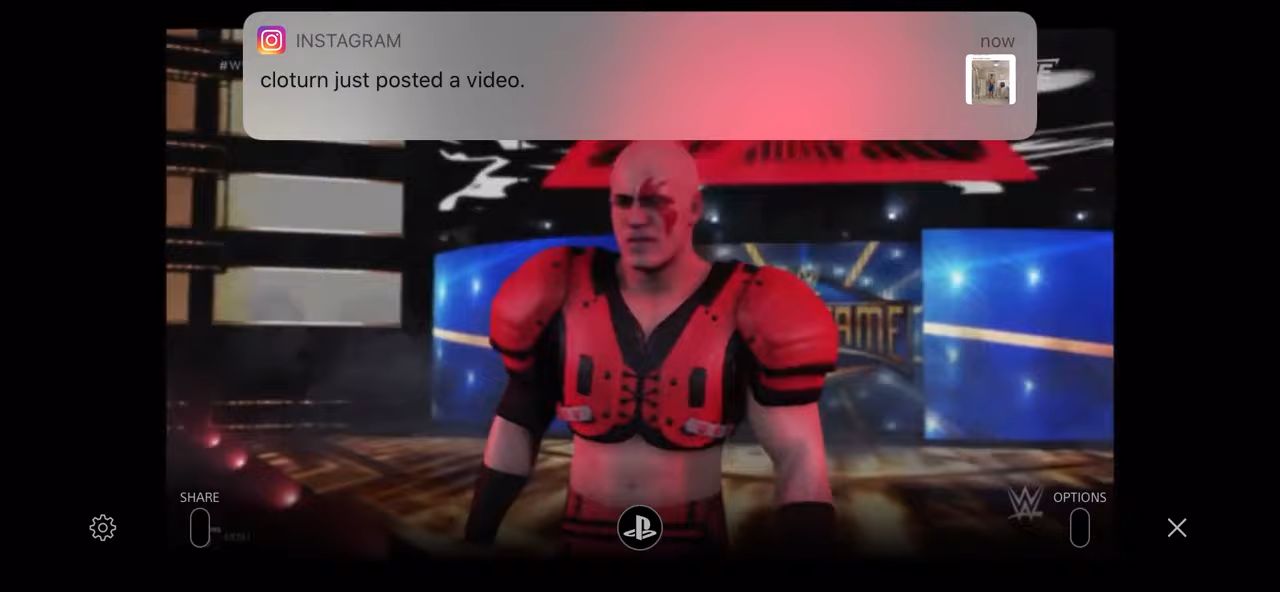 INSTAGRAM
now
cloturn just posted a video.
#W
SHARE
OPTIONS